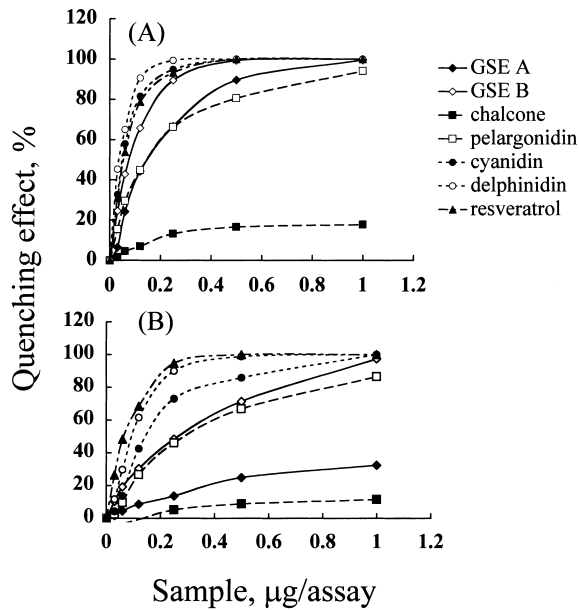 120
(A)
100
80
60
40
20
0
0 0.2 0.4 0.6 0.8 1 1.2
GSE A
GSE B
chalcone
pelargonidin
cyanidin
delphinidin
resveratrol
Quenching effect, %
120
(B)
100
80
60
40
20
0
0 0.2 0.4 0.6 0.8 1 1.2
Sample, µg/assay